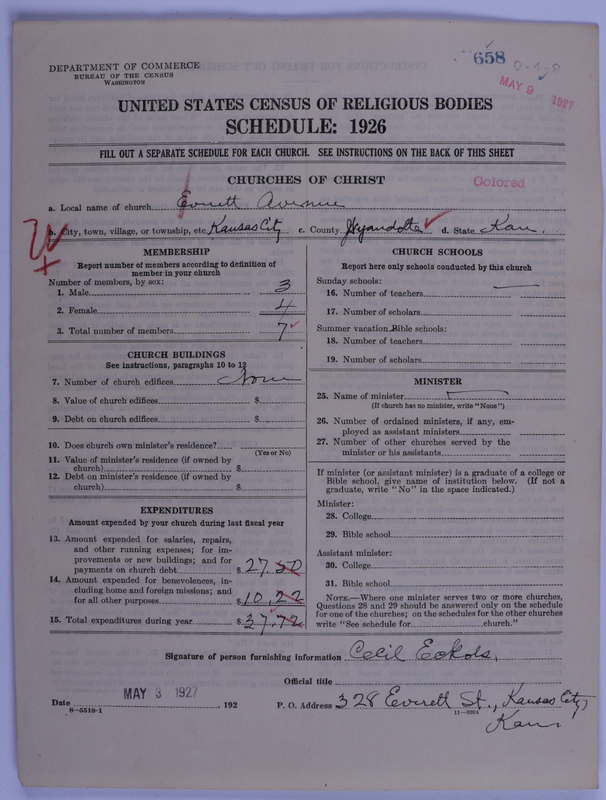 DEPARTMENT OF COMMERCE
BUREAU OF THE CENSUS
WASHINGTON
658
MAY 9 1927
UNITED STATES CENSUS OF RELIGIOUS BODIES
SCHEDULE: 1926
FILL OUT A SEPARATE SCHEDULE FOR EACH CHURCH. SEE INSTRUCTIONS ON THE BACK OF THIS SHEET
CHURCHES OF CHRIST
Colored
a. Local name of church Everett Avenue
b. City, town, village, or township, etc. Kansas City c. County Wyandotte d. State Kan.
MEMBERSHIP
Report number of members according to definition of
member in your church
Number of members, by sex:
1. Male 3
2. Female 4
3. Total number of members 7
CHURCH BUILDINGS
See instructions, paragraphs 10 to 12
7. Number of church edifices None
8. Value of church edifices $
9. Debt on church edifices $
10. Does church own minister's residence?
(Yes or No)
11. Value of minister's residence (if owned by
church) $
12. Debt on minister's residence (if owned by
church) $
EXPENDITURES
Amount expended by your church during last fiscal year
13. Amount expended for salaries, repairs,
and other running expenses; for im-
provements or new buildings; and for
payments on church debt $ 27.50
14. Amount expended for benevolences, in-
cluding home and foreign missions; and
for all other purposes $ 10.22
15. Total expenditures during year $ 37.72
CHURCH SCHOOLS
Report here only schools conducted by this church
Sunday schools:
16. Number of teachers
17. Number of scholars
Summer vacation Bible schools:
18. Number of teachers
19. Number of scholars
MINISTER
25. Name of minister
(If church has no minister, write "None")
26. Number of ordained ministers, if any, em-
ployed as assistant ministers
27. Number of other churches served by the
minister or his assistants
If minister (or assistant minister) is a graduate of a college or
Bible school, give name of institution below. (If not a
graduate, write "No" in the space indicated.)
Minister:
28. College
29. Bible school
Assistant minister:
30. College
31. Bible school
NOTE.—Where one minister serves two or more churches,
Questions 28 and 29 should be answered only on the schedule
for one of the churches; on the schedules for the other churches
write "See schedule for church."
Signature of person furnishing information Cecil Eckols.
Official title
Date MAY 3 1927, 192 P. O. Address 328 Everett St., Kansas City,
8—5518-1 11—9204
Kan